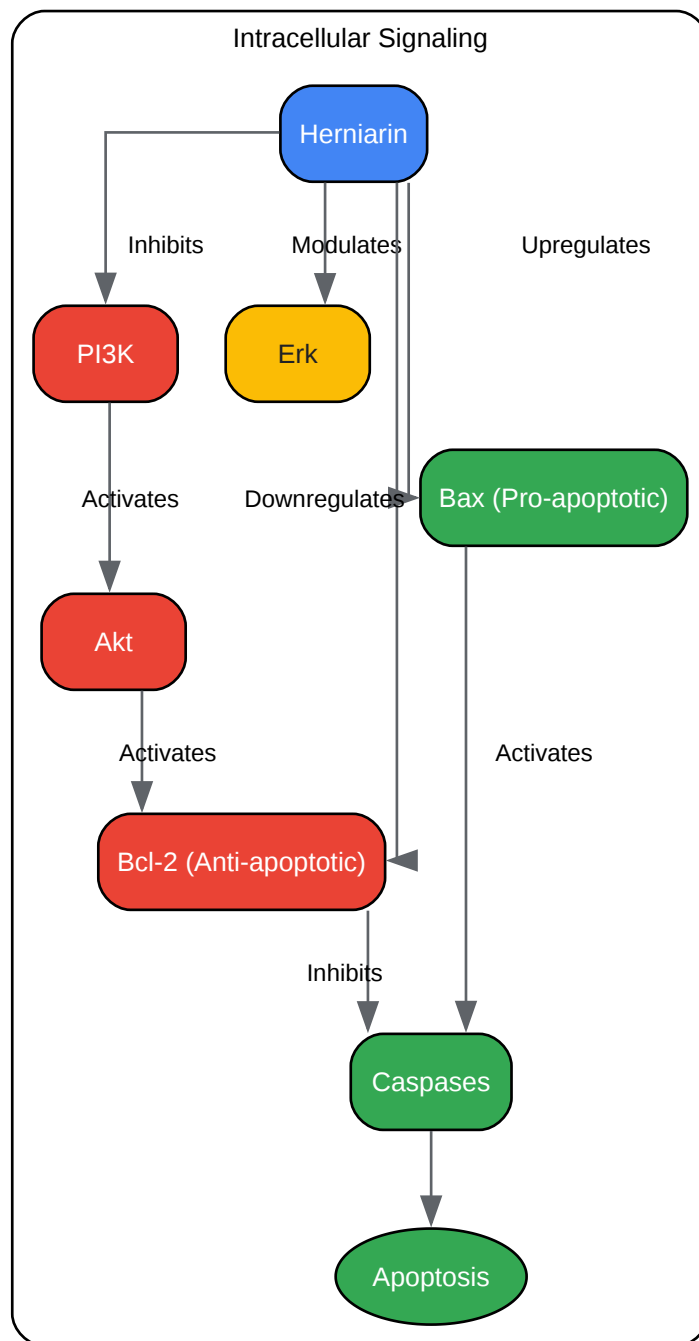 Intracellular Signaling
Herniarin
Inhibits
Modulates
Upregulates
PI3K
Erk
Activates
Downregulates
Bax (Pro-apoptotic)
Akt
Activates
Activates
Bcl-2 (Anti-apoptotic)
Inhibits
Caspases
Apoptosis